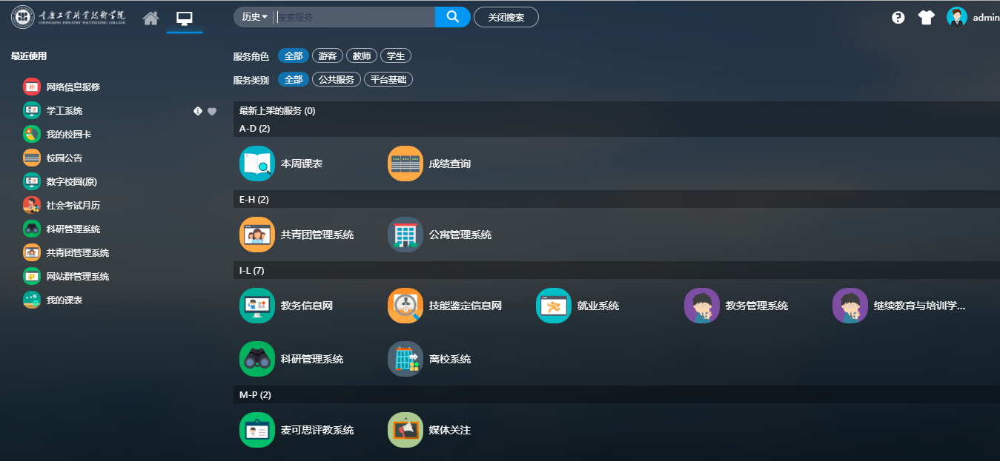 重庆工业职业技术学院
CHONGQING INDUSTRY POLYTECHNIC COLLEGE
历史 搜索服务 关闭搜索 admin
最近使用
网络信息报修
学工系统
我的校园卡
校园公告
数字校园(原)
社会考试月历
科研管理系统
共青团管理系统
网站群管理系统
我的课表
服务角色 全部 游客 教师 学生
服务类别 全部 公共服务 平台基础
最新上架的服务 (0)
A-D (2)
本周课表 成绩查询
E-H (2)
共青团管理系统 公寓管理系统
I-L (7)
教务信息网 技能鉴定信息网 就业系统 教务管理系统 继续教育与培训学...
科研管理系统 离校系统
M-P (2)
麦可思评教系统 媒体关注